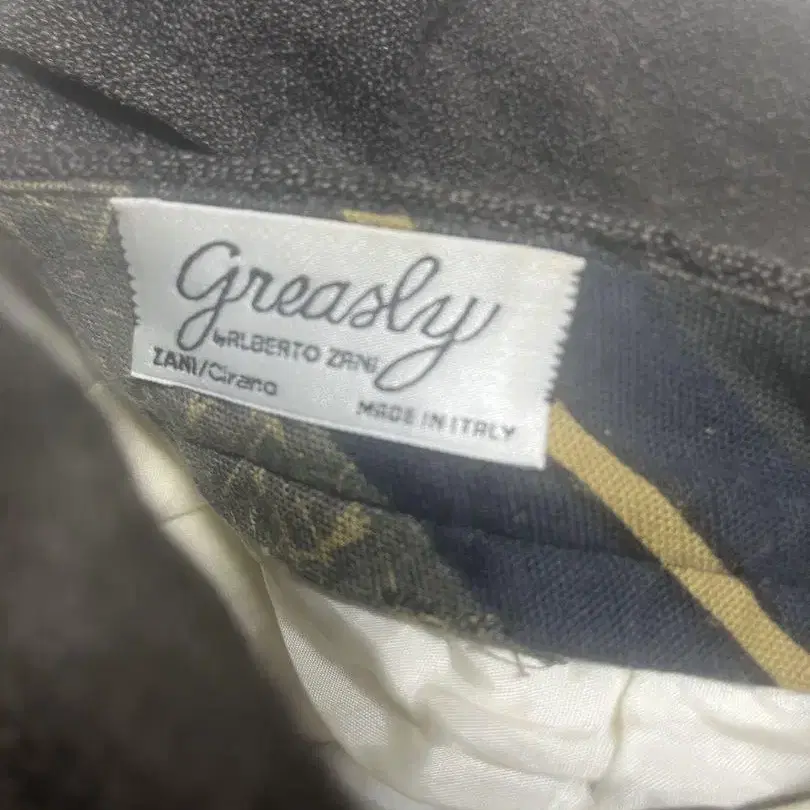 Greasly
by ALBERTO ZANI
ZANI/Cirano
MADE IN ITALY